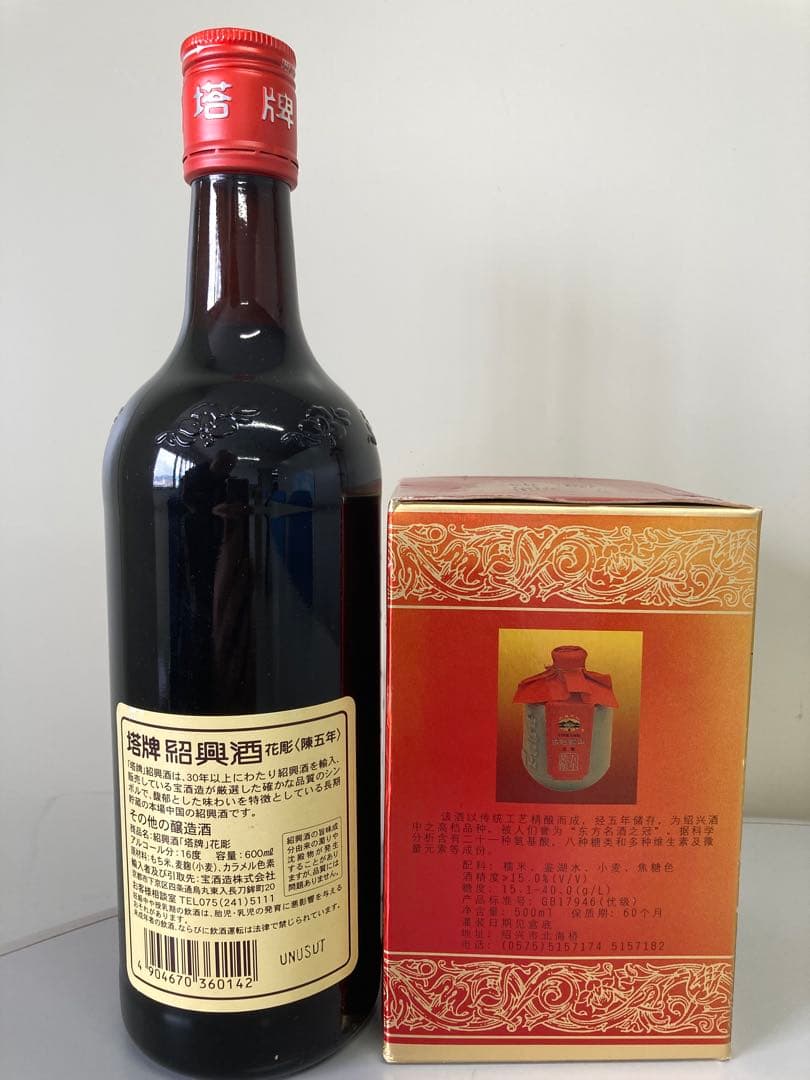 塔牌
塔牌 紹興酒 花彫〈陳五年〉
「塔牌」紹興酒は、30年以上にわたり紹興酒を輸入、
販売している宝酒造が厳選した確かな品質のシン
ボルで、馥郁とした味わいを特徴としている長期
貯蔵の本場中国の紹興酒です。
その他の醸造酒
商品名:紹興酒「塔牌」花彫
アルコール分:16度 容量:600㎖
原材料:もち米、麦麹(小麦)、カラメル色素
輸入者及び引取先:宝酒造株式会社
京都市下京区四条通烏丸東入長刀鉾町20
お客様相談室 TEL075(241)5111
妊娠中や授乳期の飲酒は、胎児・乳児の発育に悪影響を与える
おそれがあります。
未成年者の飲酒、ならびに飲酒運転は法律で禁じられています。
紹興酒の旨味成
分由来の濁りや
沈殿物が発生
することがあり
ますが、品質には
問題ありません。
4 904670 360142
UNUSUT
该酒以传统工艺精酿而成，经五年储存，为绍兴酒
中之高档品种。被人们誉为“东方名酒之冠”。据科学
分析含有二十一种氨基酸、八种糖类和多种维生素及微
量元素等成份。
配料：糯米、鉴湖水、小麦、焦糖色
酒精度≥15.0%(V/V)
糖度：15.1-40.0(g/L)
产品标准号：GB17946(优级)
净含量：500ml 保质期：60个月
灌装日期见盒底
地址：绍兴市北海桥
电话：(0575)5157174 5157182